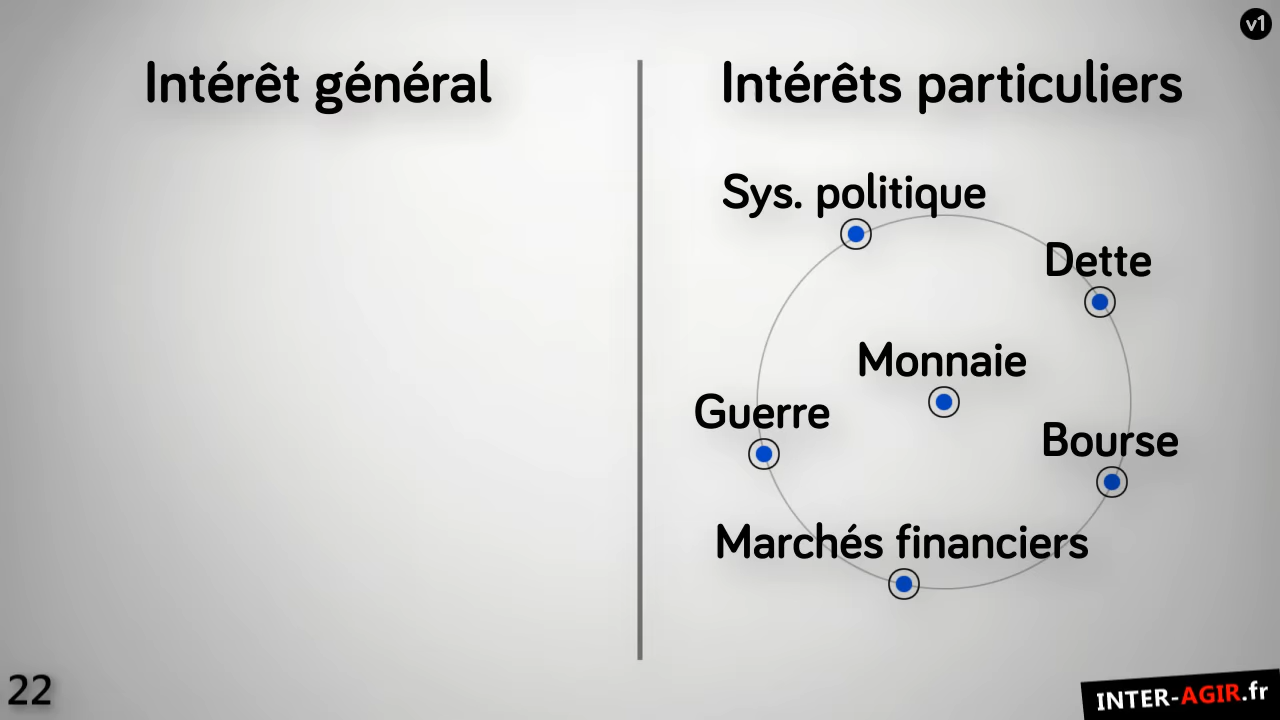 v1
Intérêt général
Intérêts particuliers
Sys. politique
Dette
Monnaie
Guerre
Bourse
Marchés financiers
22
INTER-AGIR.fr